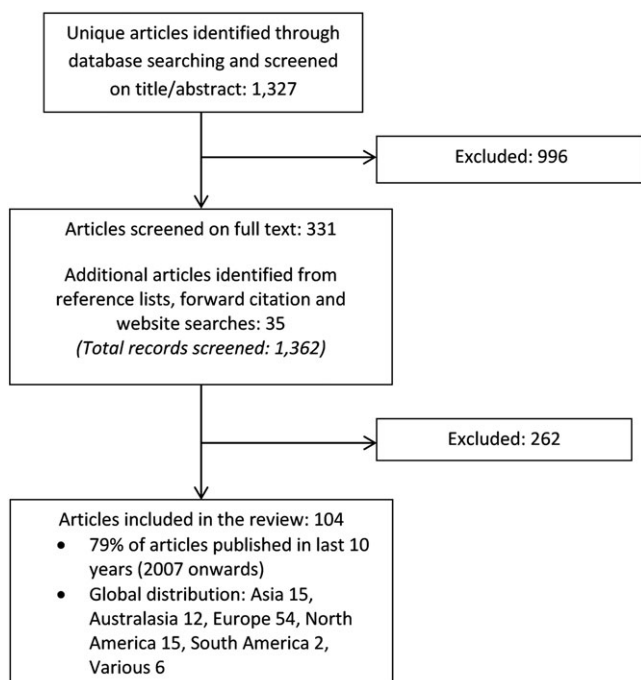 Unique articles identified through
database searching and screened
on title/abstract: 1,327
Excluded: 996
Articles screened on full text: 331
Additional articles identified from
reference lists, forward citation and
website searches: 35
(Total records screened: 1,362)
Excluded: 262
Articles included in the review: 104
• 79% of articles published in last 10
years (2007 onwards)
• Global distribution: Asia 15,
Australasia 12, Europe 54, North
America 15, South America 2,
Various 6